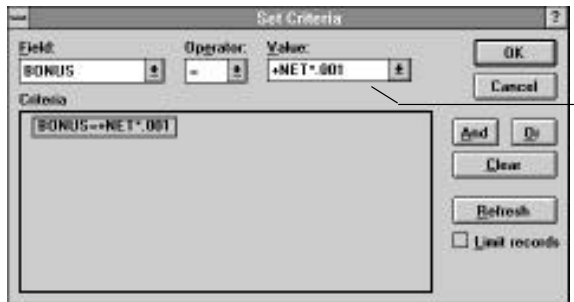 Set Criteria ?
Field: Operator: Value: OK
BONUS = +NET*.001
Cancel
Criteria
BONUS=+NET*.001
And Or
Clear
Refresh
Limit records